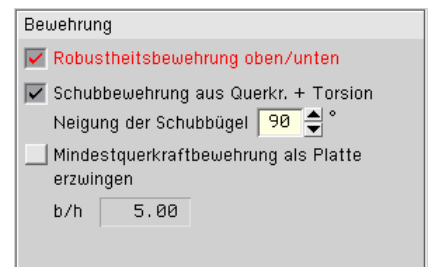 Bewehrung
Robustheitsbewehrung oben/unten
Schubbewehrung aus Querkr. + Torsion
Neigung der Schubbügel 90 °
Mindestquerkraftbewehrung als Platte
erzwingen
b/h 5.00